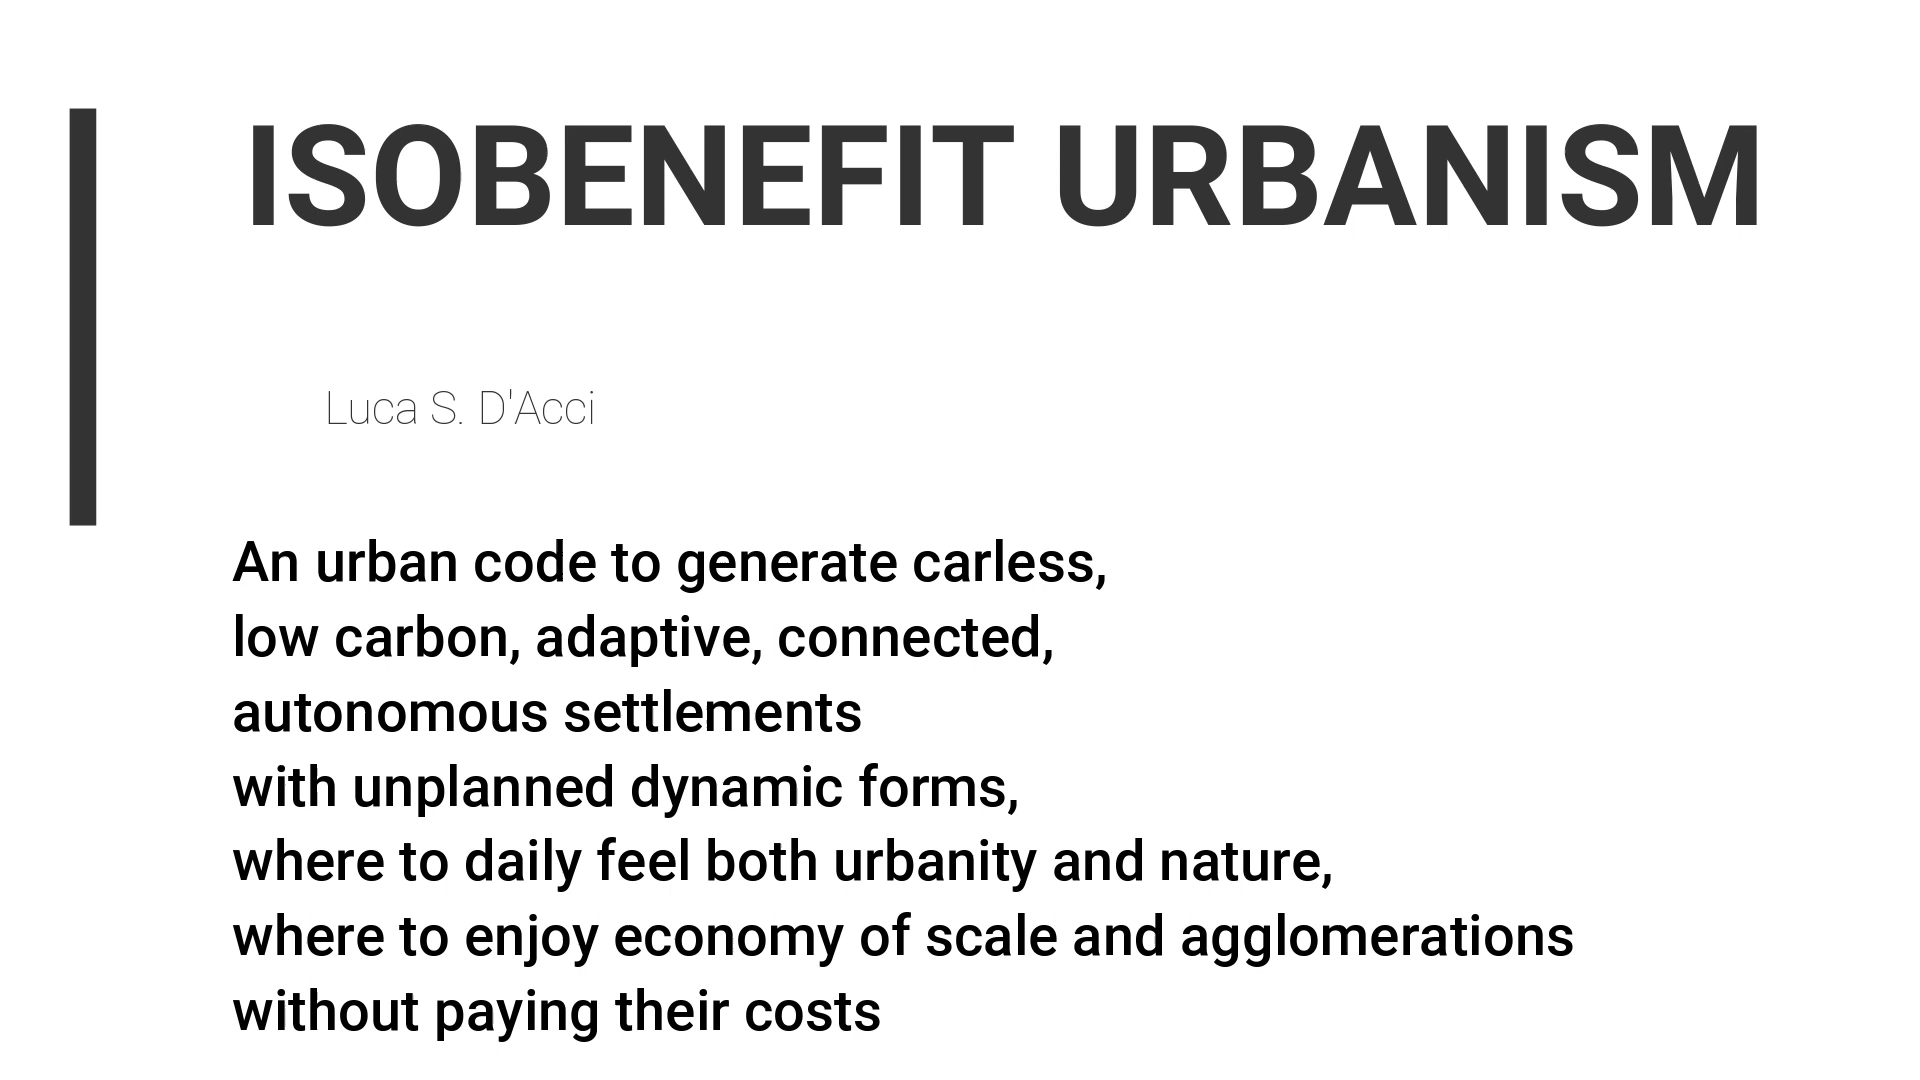 ISOBENEFIT URBANISM
Luca S. D'Acci
An urban code to generate carless,
low carbon, adaptive, connected,
autonomous settlements
with unplanned dynamic forms,
where to daily feel both urbanity and nature,
where to enjoy economy of scale and agglomerations
without paying their costs